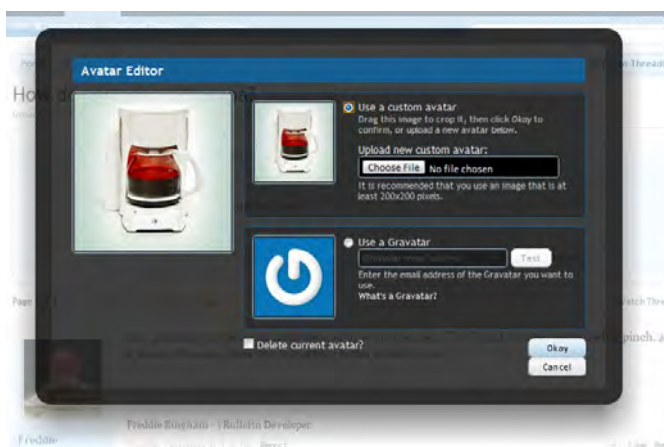 Avatar Editor
Use a custom avatar
Drag this image to crop it, then click Okay to
confirm, or upload a new avatar below.
Upload new custom avatar:
Choose File No file chosen
It is recommended that you use an image that is at
least 200x200 pixels.
Use a Gravatar
Test
Enter the email address of the Gravatar you want to
use.
What's a Gravatar?
Delete current avatar?
Okay
Cancel
pinch.
Freddie Bingham - vBulletin Developer
Freddie
Report